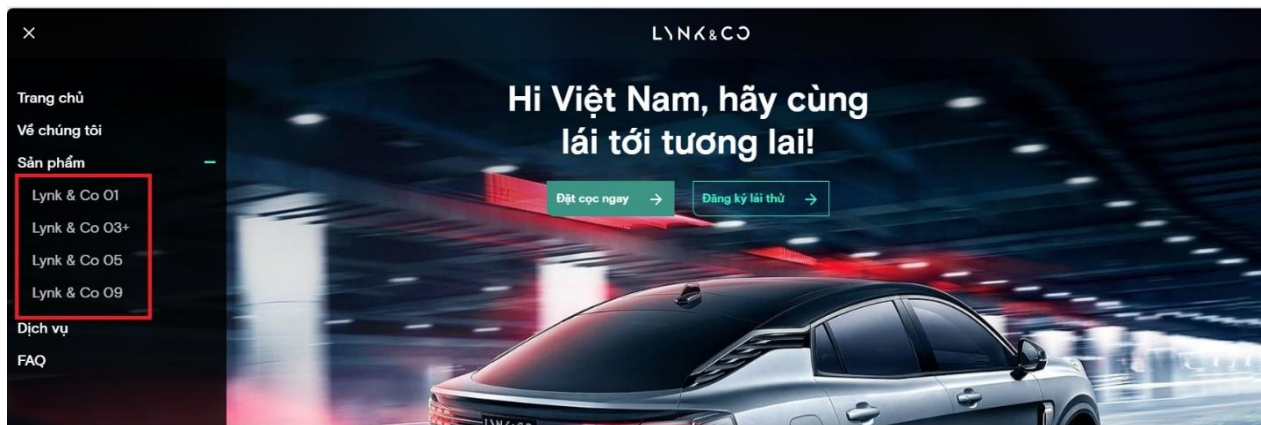 LYNK&CO
Trang chủ
Về chúng tôi
Sản phẩm
Lynk & Co 01
Lynk & Co 03+
Lynk & Co 05
Lynk & Co 09
Dịch vụ
FAQ
Hi Việt Nam, hãy cùng
lái tới tương lai!
Đặt cọc ngay →
Đăng ký lái thử →
LYNK&CO